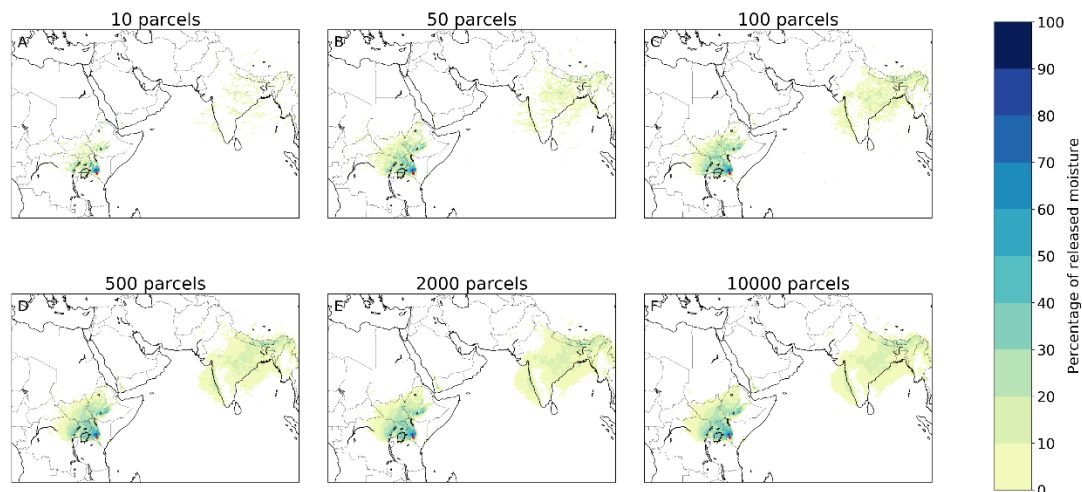 10 parcels
50 parcels
100 parcels
A
B
C
500 parcels
2000 parcels
10000 parcels
D
E
F
100
90
80
70
60
50
40
30
20
10
0
Percentage of released moisture